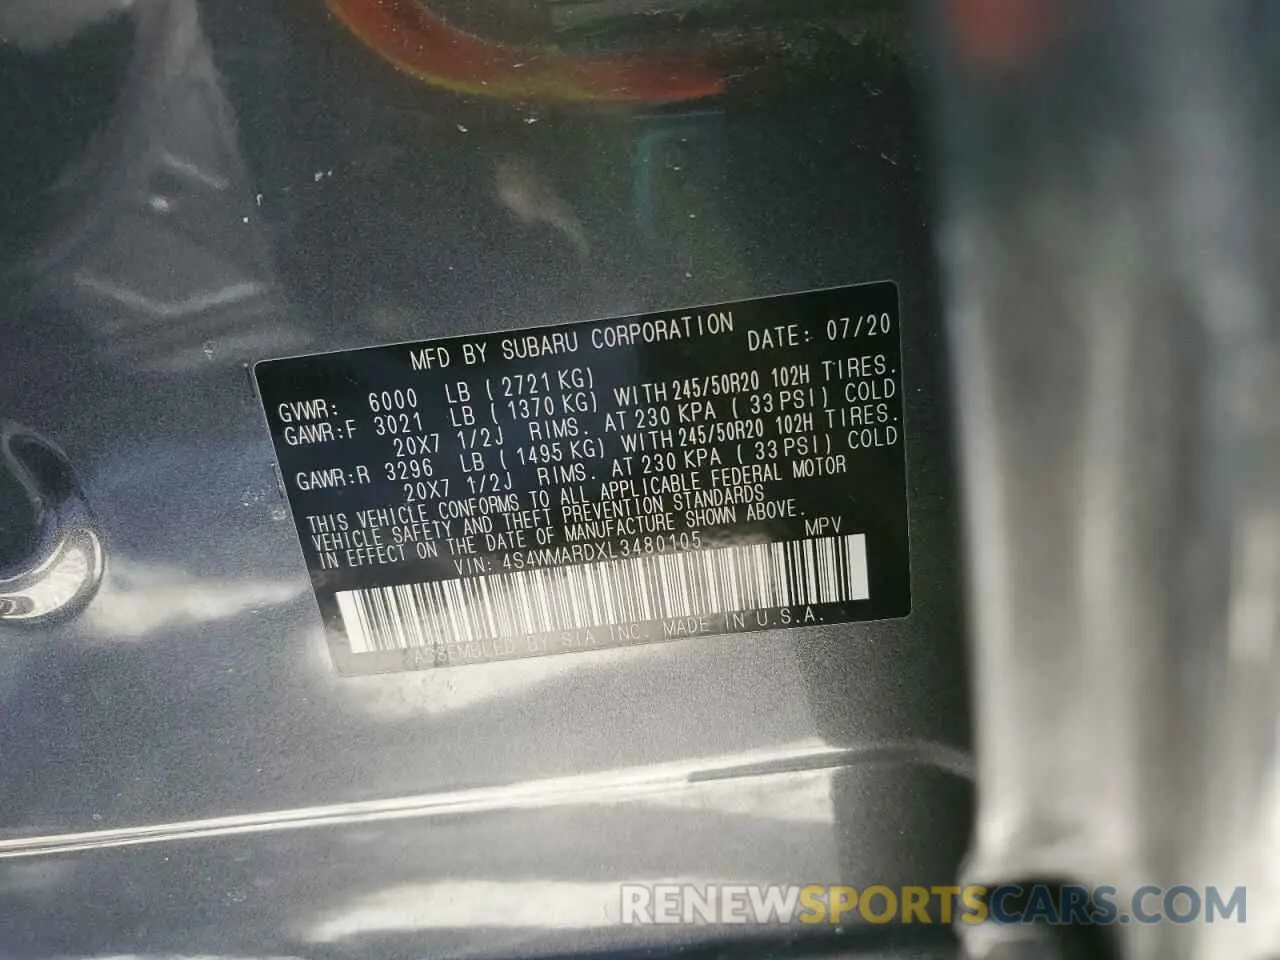 MFD BY SUBARU CORPORATION DATE: 07/20
GVWR: 6000 LB (2721KG)
GAWR:F 3021 LB (1370 KG) WITH 245/50R20 102H TIRES.
20X7 1/2J RIMS. AT 230 KPA (33 PSI) COLD
GAWR:R 3296 LB (1495 KG) WITH 245/50R20 102H TIRES.
20X7 1/2J RIMS. AT 230 KPA (33 PSI) COLD
THIS VEHICLE CONFORMS TO ALL APPLICABLE FEDERAL MOTOR
VEHICLE SAFETY AND THEFT PREVENTION STANDARDS
IN EFFECT ON THE DATE OF MANUFACTURE SHOWN ABOVE.
VIN: 4S4WMARDXL3480105 MPV
ASSEMBLED BY SIA INC. MADE IN U.S.A.
RENEWSPORTSCARS.COM